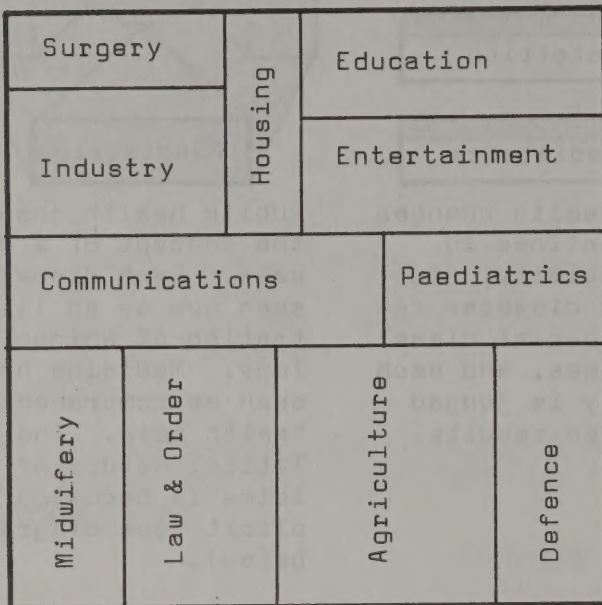 Surgery
Housing
Education
Industry
Entertainment
Communications
Paediatrics
Midwifery
Law & Order
Agriculture
Defence